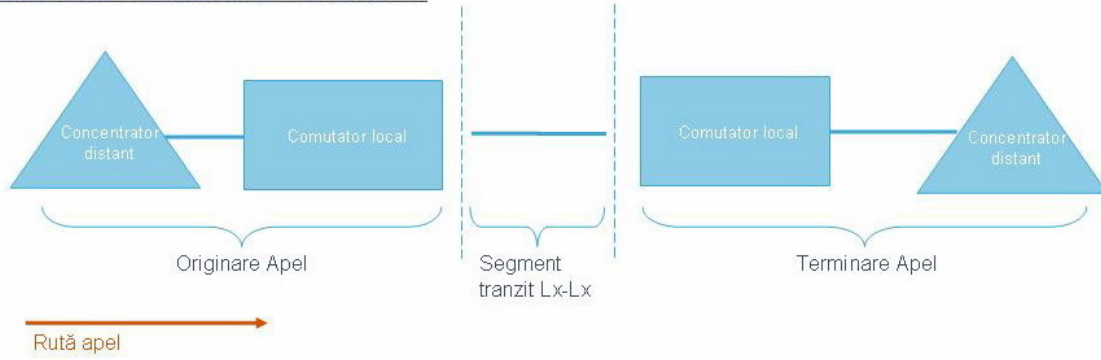 Concentrator
distant
Comutator local
Comutator local
Concentrator
distant
Originare Apel
Segment
tranzit Lx-Lx
Terminare Apel
Rută apel